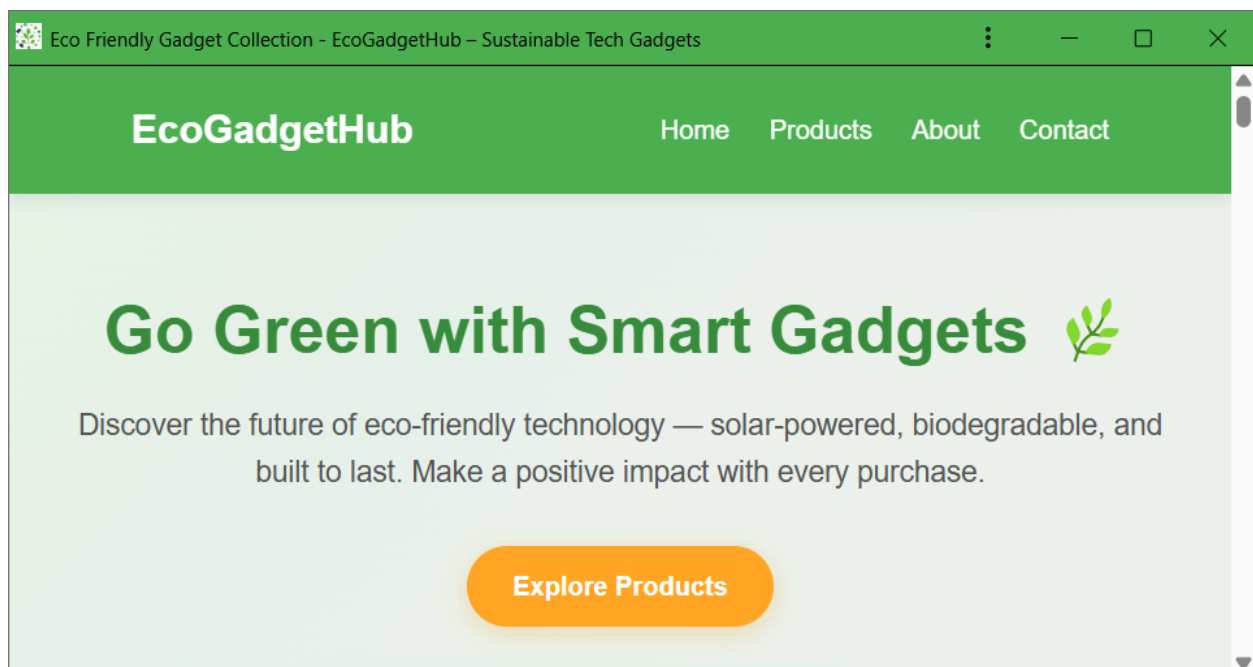 Eco Friendly Gadget Collection - EcoGadgetHub – Sustainable Tech Gadgets
EcoGadgetHub
Home Products About Contact
Go Green with Smart Gadgets
Discover the future of eco-friendly technology — solar-powered, biodegradable, and
built to last. Make a positive impact with every purchase.
Explore Products